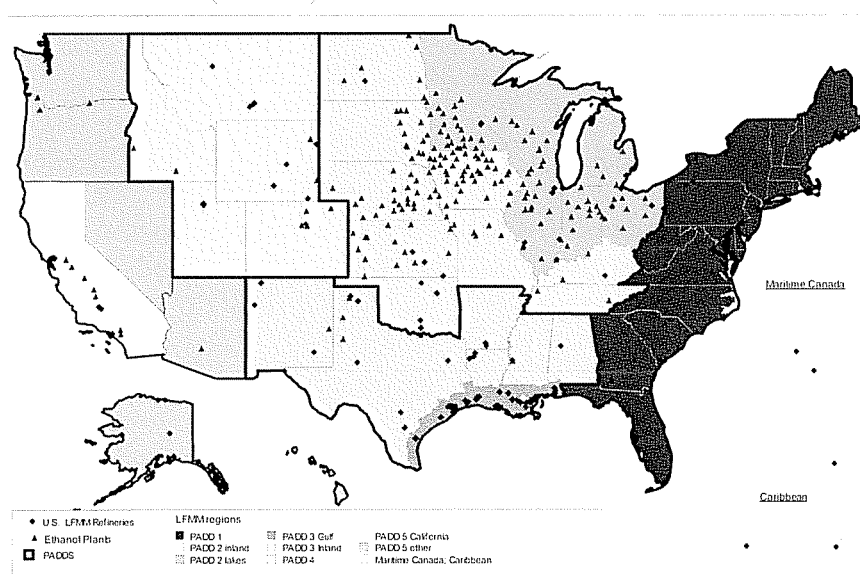 Maritime Canada
Caribbean
U.S. LFMM Refineries
Ethanol Plants
PADDS
LFMM regions
PADD 1
PADD 2 inland
PADD 2 lakes
PADD 3 Gulf
PADD 3 Inland
PADD 4
PADD 5 California
PADD 5 other
Maritime Canada; Caribbean